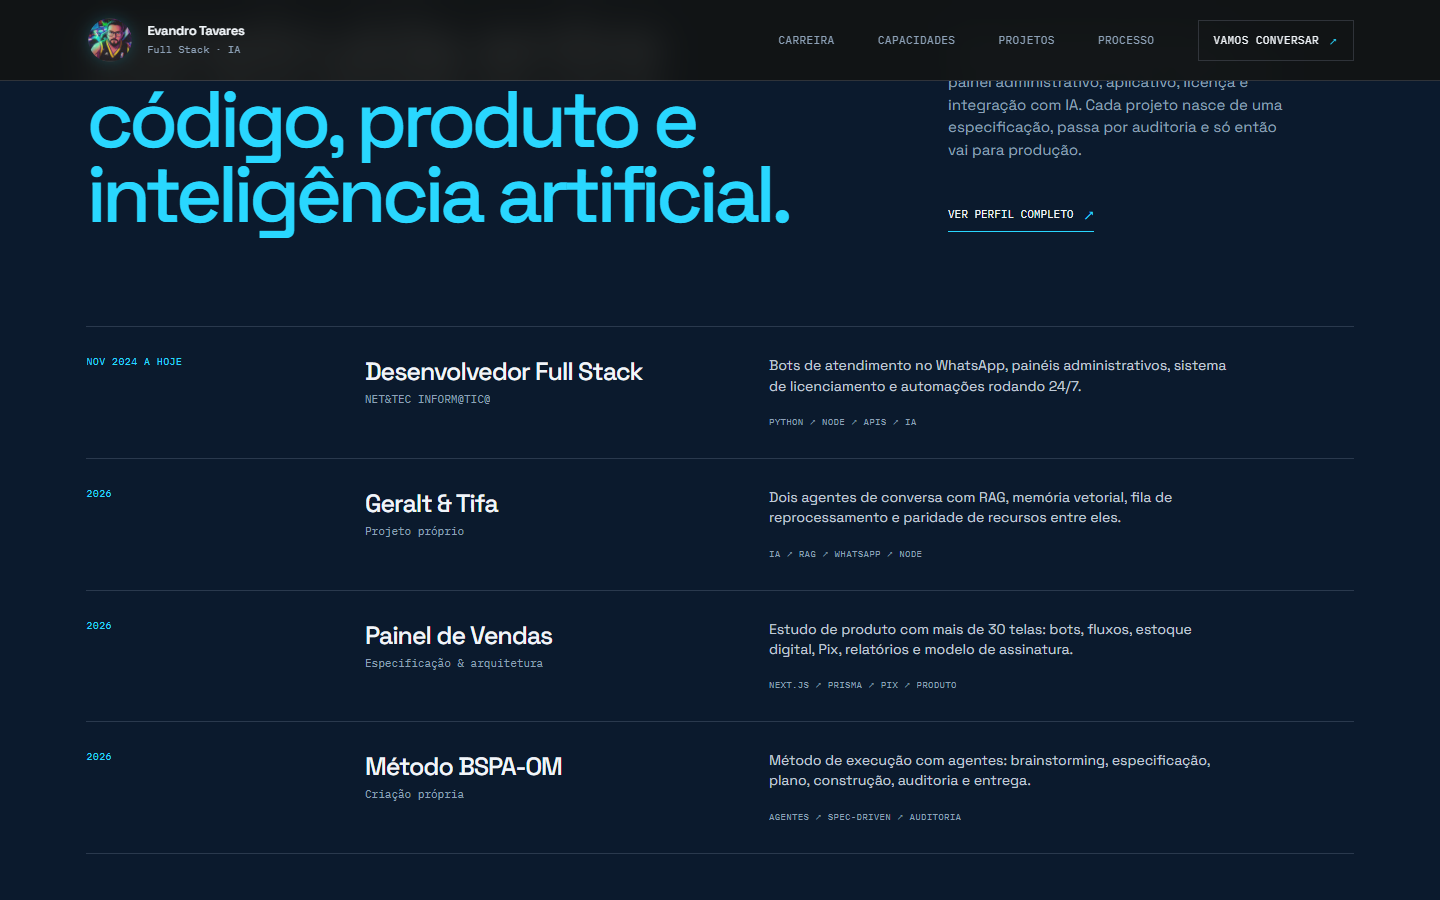 Evandro Tavares
Full Stack · IA
CARREIRA
CAPACIDADES
PROJETOS
PROCESSO
VAMOS CONVERSAR ↗
código, produto e
inteligência artificial.
painel administrativo, aplicativo, licença e
integração com IA. Cada projeto nasce de uma
especificação, passa por auditoria e só então
vai para produção.
VER PERFIL COMPLETO ↗
NOV 2024 A HOJE
Desenvolvedor Full Stack
NET&TEC INFORM@TIC@
Bots de atendimento no WhatsApp, painéis administrativos, sistema
de licenciamento e automações rodando 24/7.
PYTHON ↗ NODE ↗ APIS ↗ IA
2026
Geralt & Tifa
Projeto próprio
Dois agentes de conversa com RAG, memória vetorial, fila de
reprocessamento e paridade de recursos entre eles.
IA ↗ RAG ↗ WHATSAPP ↗ NODE
2026
Painel de Vendas
Especificação & arquitetura
Estudo de produto com mais de 30 telas: bots, fluxos, estoque
digital, Pix, relatórios e modelo de assinatura.
NEXT.JS ↗ PRISMA ↗ PIX ↗ PRODUTO
2026
Método BSPA-OM
Criação própria
Método de execução com agentes: brainstorming, especificação,
plano, construção, auditoria e entrega.
AGENTES ↗ SPEC-DRIVEN ↗ AUDITORIA